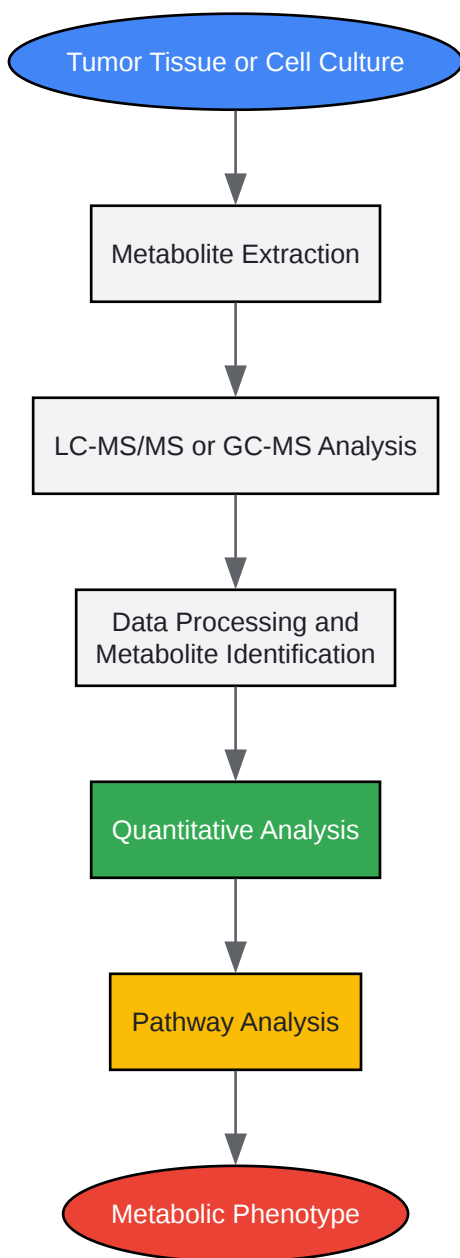 Tumor Tissue or Cell Culture
Metabolite Extraction
LC-MS/MS or GC-MS Analysis
Data Processing and
Metabolite Identification
Quantitative Analysis
Pathway Analysis
Metabolic Phenotype